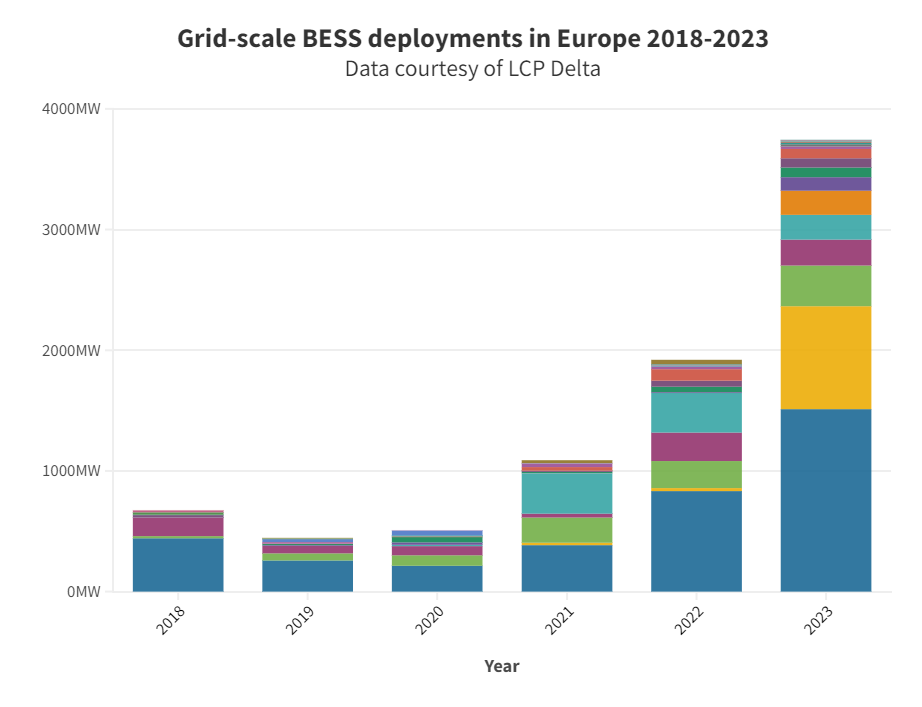 Grid-scale BESS deployments in Europe 2018-2023
Data courtesy of LCP Delta
4000MW
3000MW
2000MW
1000MW
0MW
2018
2019
2020
2021
2022
2023
Year